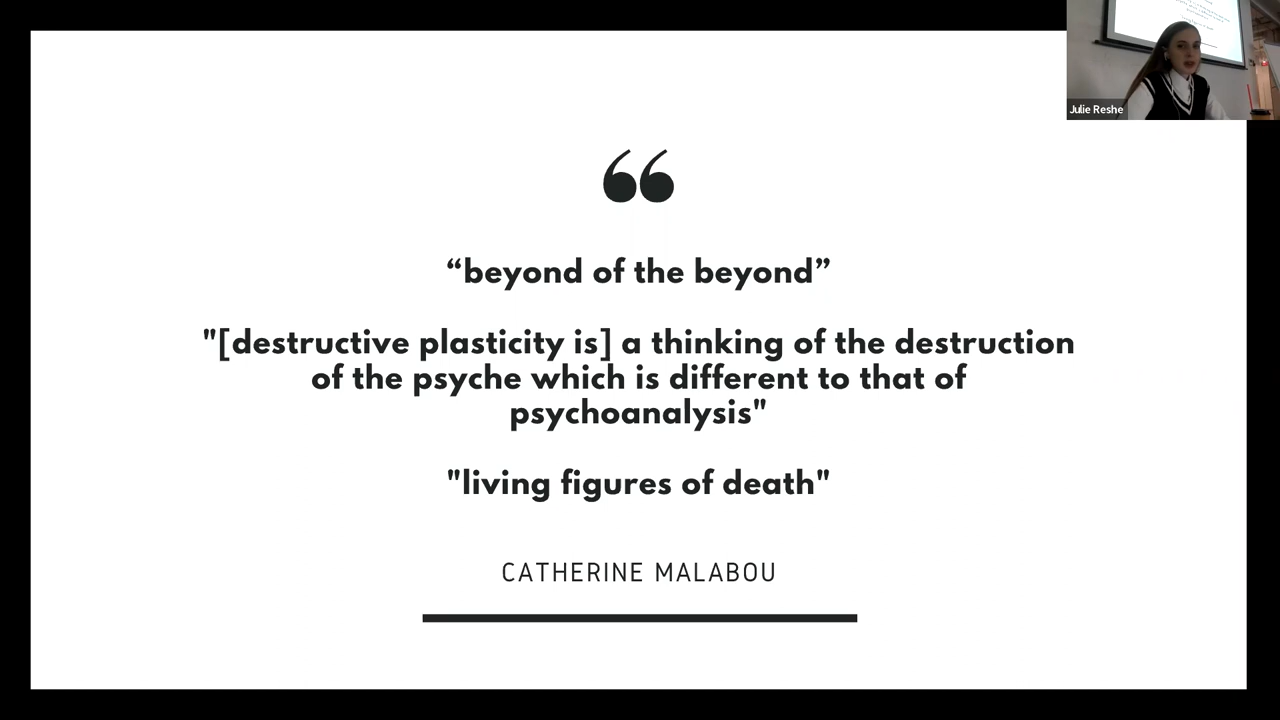 ❝
“beyond of the beyond”
"[destructive plasticity is] a thinking of the destruction
of the psyche which is different to that of
psychoanalysis"
"living figures of death"
CATHERINE MALABOU
Julie Reshe